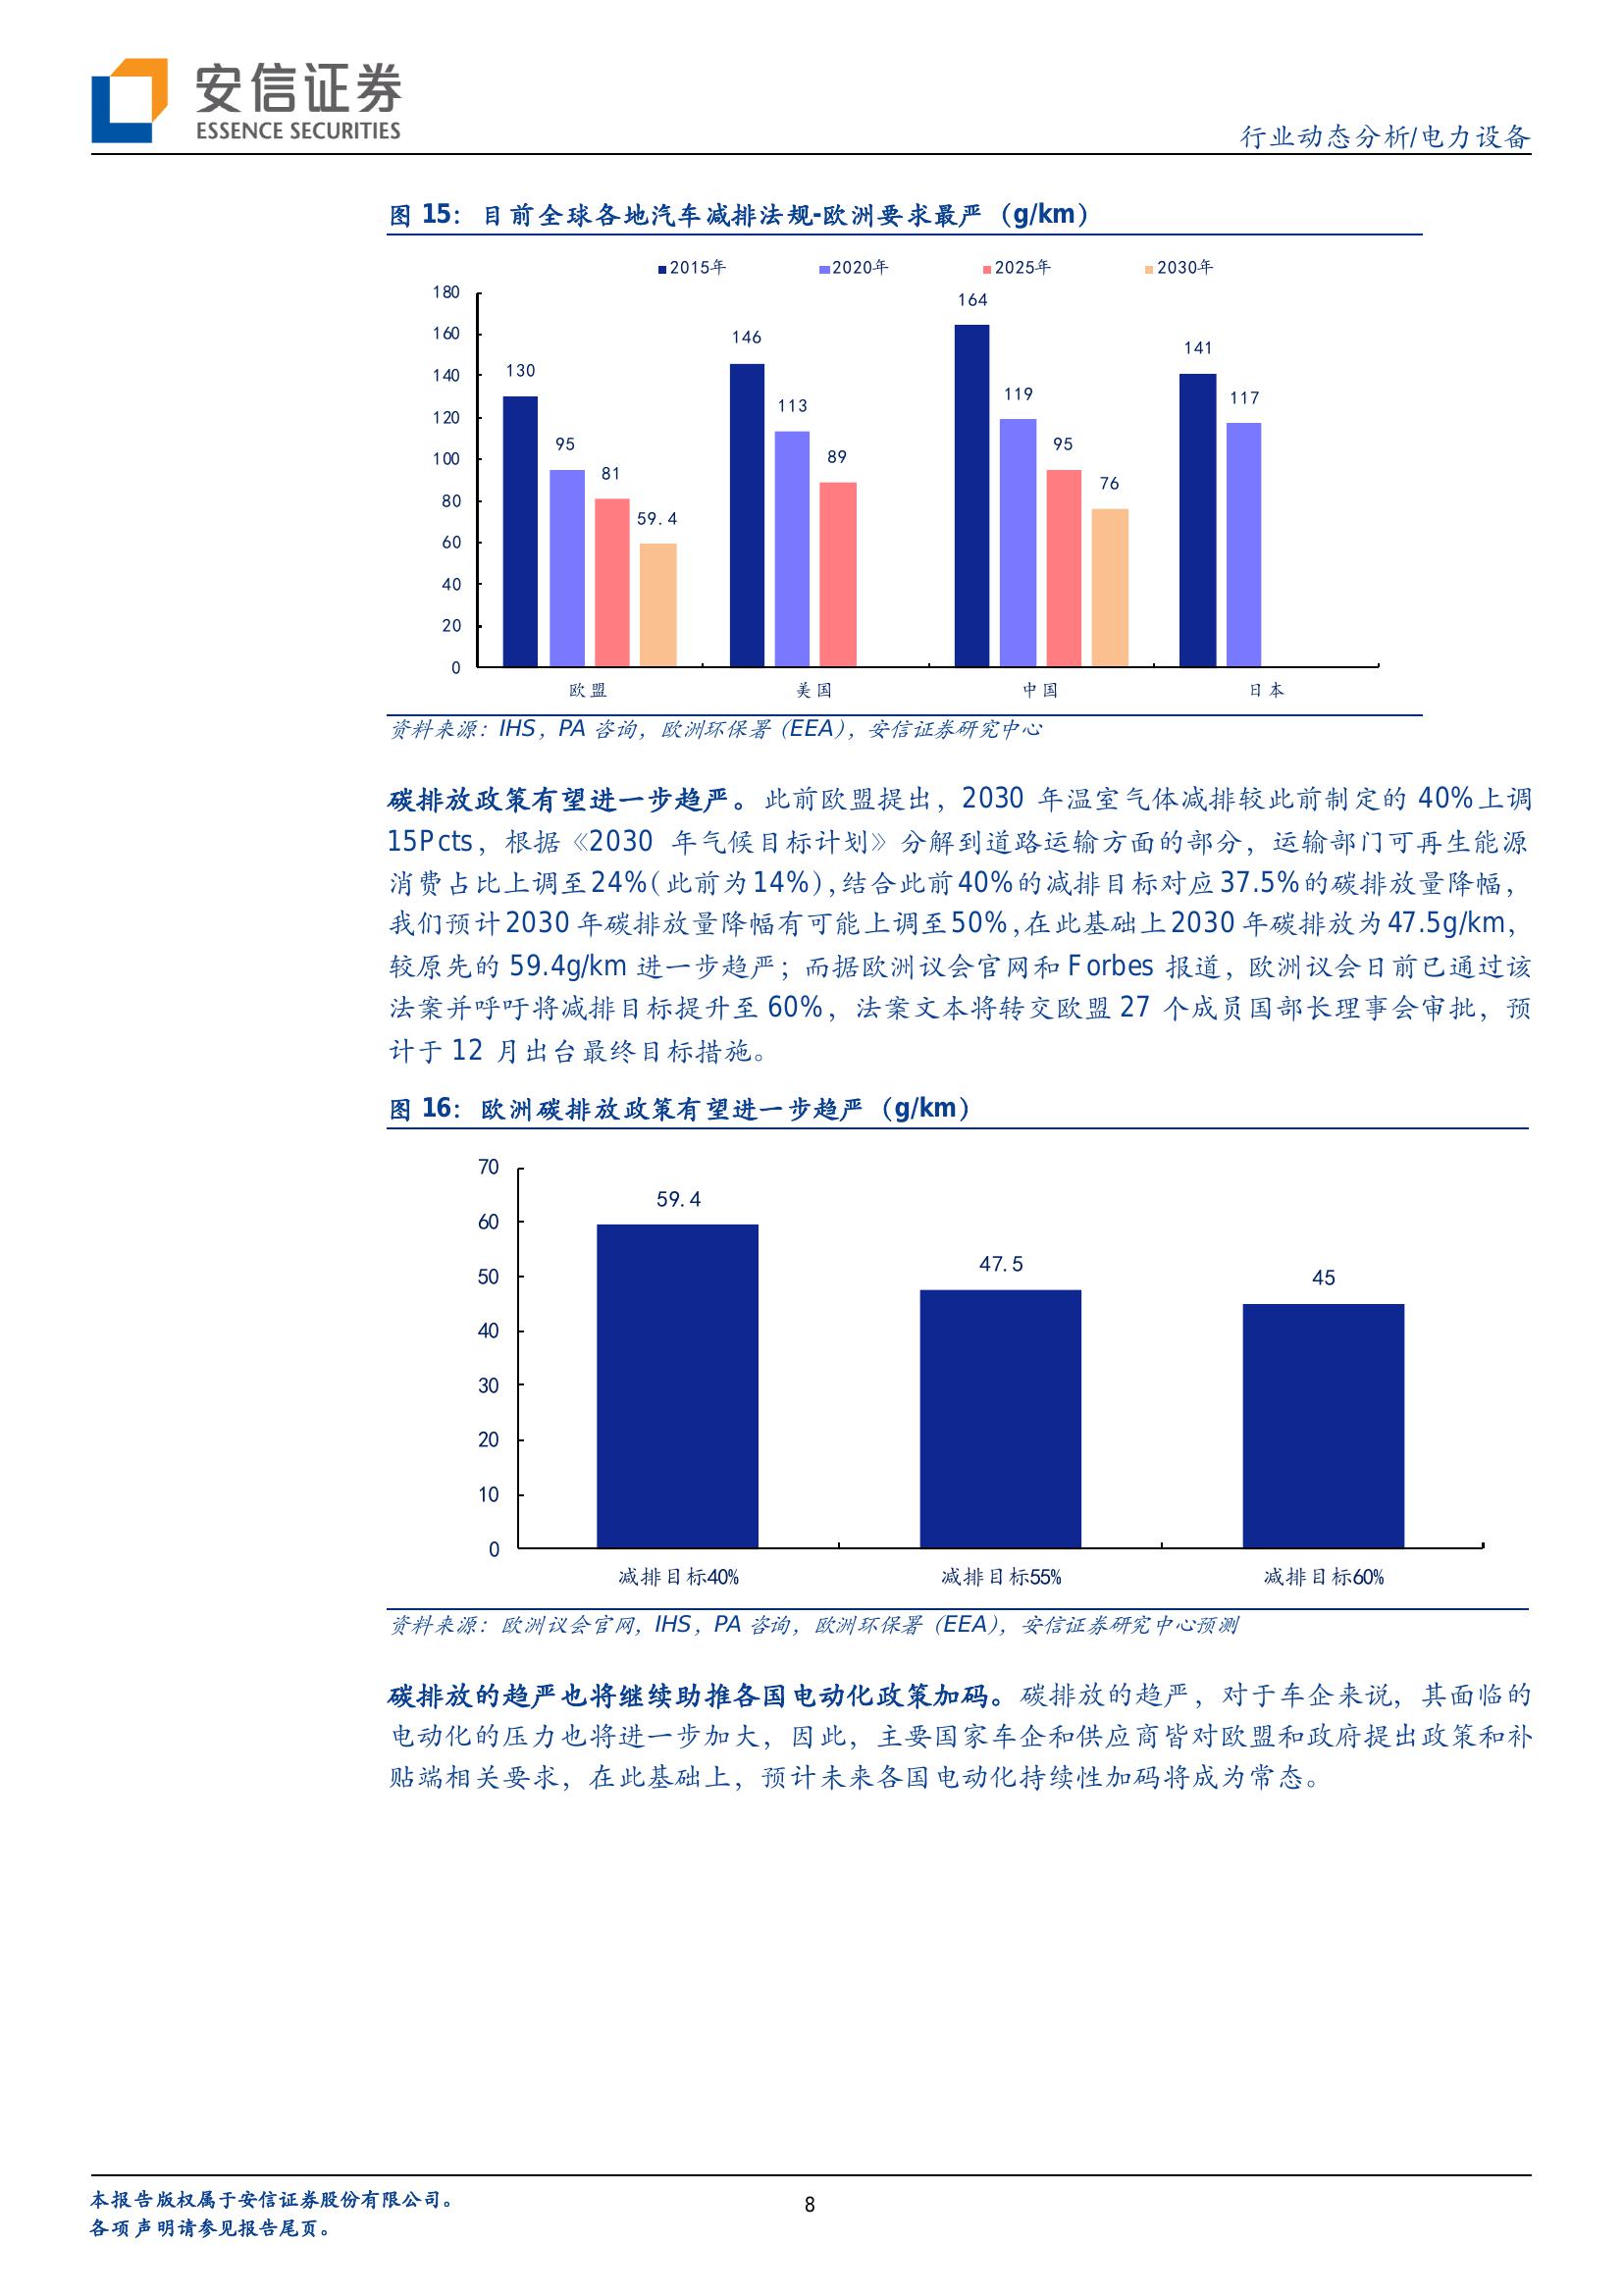 安信证券
ESSENCE SECURITIES
行业动态分析/电力设备
图 15：目前全球各地汽车减排法规-欧洲要求最严（g/km）
2015年 2020年 2025年 2030年
180
160
140
120
100
80
60
40
20
0
130 95 81 59.4
146 113 89
164 119 95 76
141 117
欧盟 美国 中国 日本
资料来源：IHS，PA 咨询，欧洲环保署（EEA），安信证券研究中心
碳排放政策有望进一步趋严。此前欧盟提出，2030 年温室气体减排较此前制定的 40%上调
15Pcts，根据《2030 年气候目标计划》分解到道路运输方面的部分，运输部门可再生能源
消费占比上调至24%（此前为14%），结合此前40%的减排目标对应37.5%的碳排放量降幅，
我们预计2030 年碳排放量降幅有可能上调至50%，在此基础上2030 年碳排放为47.5g/km，
较原先的 59.4g/km 进一步趋严；而据欧洲议会官网和 Forbes 报道，欧洲议会日前已通过该
法案并呼吁将减排目标提升至 60%，法案文本将转交欧盟 27 个成员国部长理事会审批，预
计于 12 月出台最终目标措施。
图 16：欧洲碳排放政策有望进一步趋严（g/km）
70
60
50
40
30
20
10
0
59.4 47.5 45
减排目标40% 减排目标55% 减排目标60%
资料来源：欧洲议会官网，IHS，PA 咨询，欧洲环保署（EEA），安信证券研究中心预测
碳排放的趋严也将继续助推各国电动化政策加码。碳排放的趋严，对于车企来说，其面临的
电动化的压力也将进一步加大，因此，主要国家车企和供应商皆对欧盟和政府提出政策和补
贴端相关要求，在此基础上，预计未来各国电动化持续性加码将成为常态。
本报告版权属于安信证券股份有限公司。
各项声明请参见报告尾页。
8